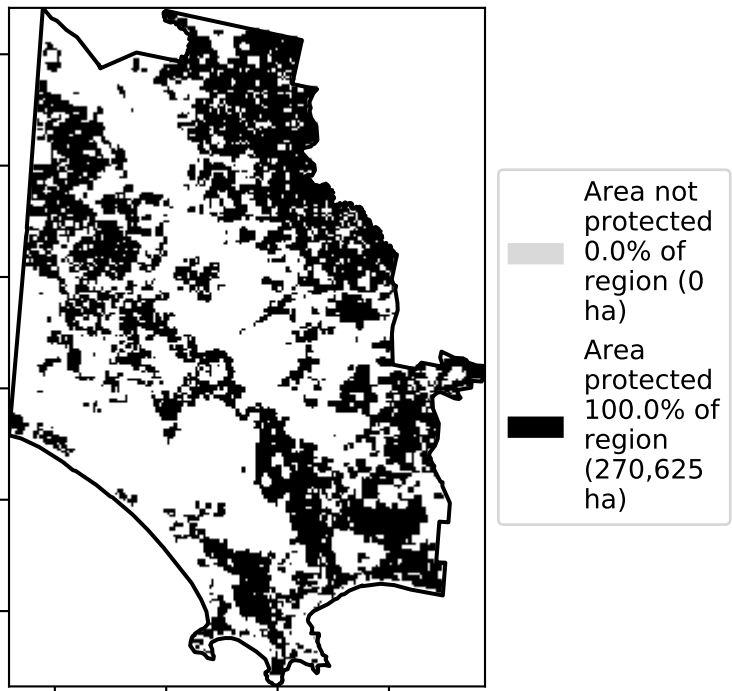 Area not
protected
0.0% of
region (0
ha)
Area
protected
100.0% of
region
(270,625
ha)